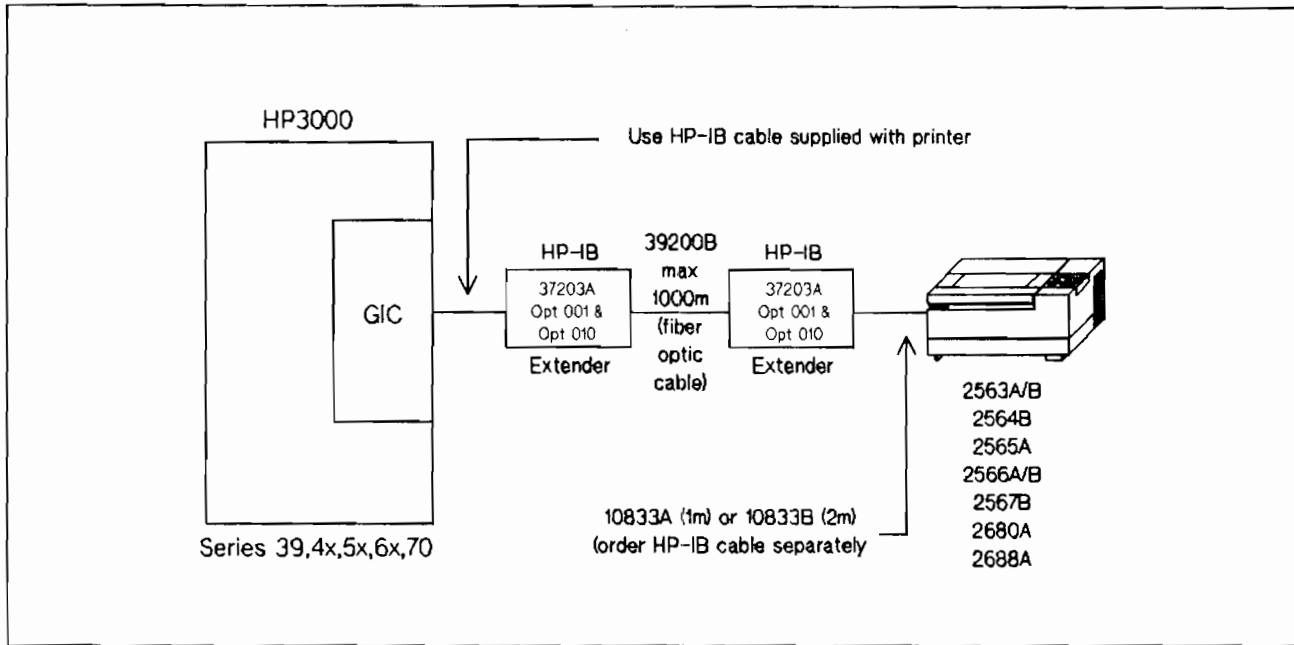 HP3000
Use HP-IB cable supplied with printer
GIC
HP-IB
37203A
Opt 001 &
Opt 010
Extender
39200B
max
1000m
(fiber
optic
cable)
HP-IB
37203A
Opt 001 &
Opt 010
Extender
2563A/B
2564B
2565A
2566A/B
2567B
2680A
2688A
10833A (1m) or 10833B (2m)
(order HP-IB cable separately
Series 39,4x,5x,6x,70